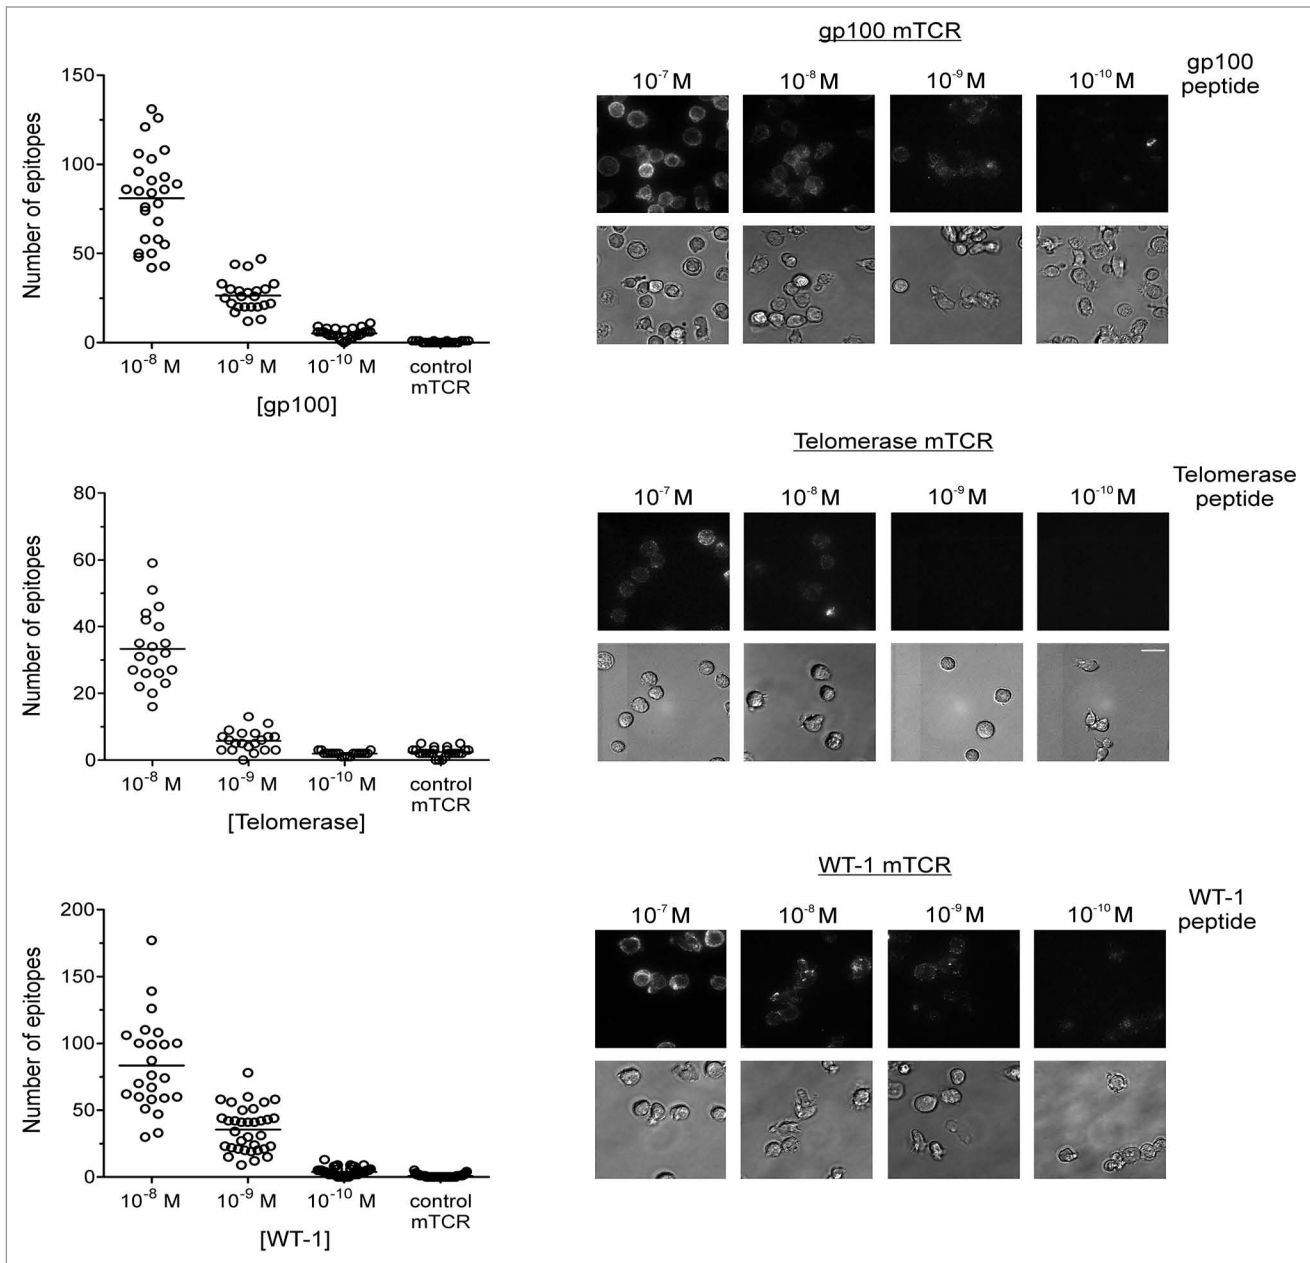 gp100 mTCR
gp100
peptide
10⁻⁷ M 10⁻⁸ M 10⁻⁹ M 10⁻¹⁰ M
Number of epitopes
150
100
50
0
10⁻⁸ M 10⁻⁹ M 10⁻¹⁰ M control
mTCR
[gp100]
Telomerase mTCR
Telomerase
peptide
10⁻⁷ M 10⁻⁸ M 10⁻⁹ M 10⁻¹⁰ M
Number of epitopes
80
60
40
20
0
10⁻⁸ M 10⁻⁹ M 10⁻¹⁰ M control
mTCR
[Telomerase]
WT-1 mTCR
WT-1
peptide
10⁻⁷ M 10⁻⁸ M 10⁻⁹ M 10⁻¹⁰ M
Number of epitopes
200
150
100
50
0
10⁻⁸ M 10⁻⁹ M 10⁻¹⁰ M control
mTCR
[WT-1]